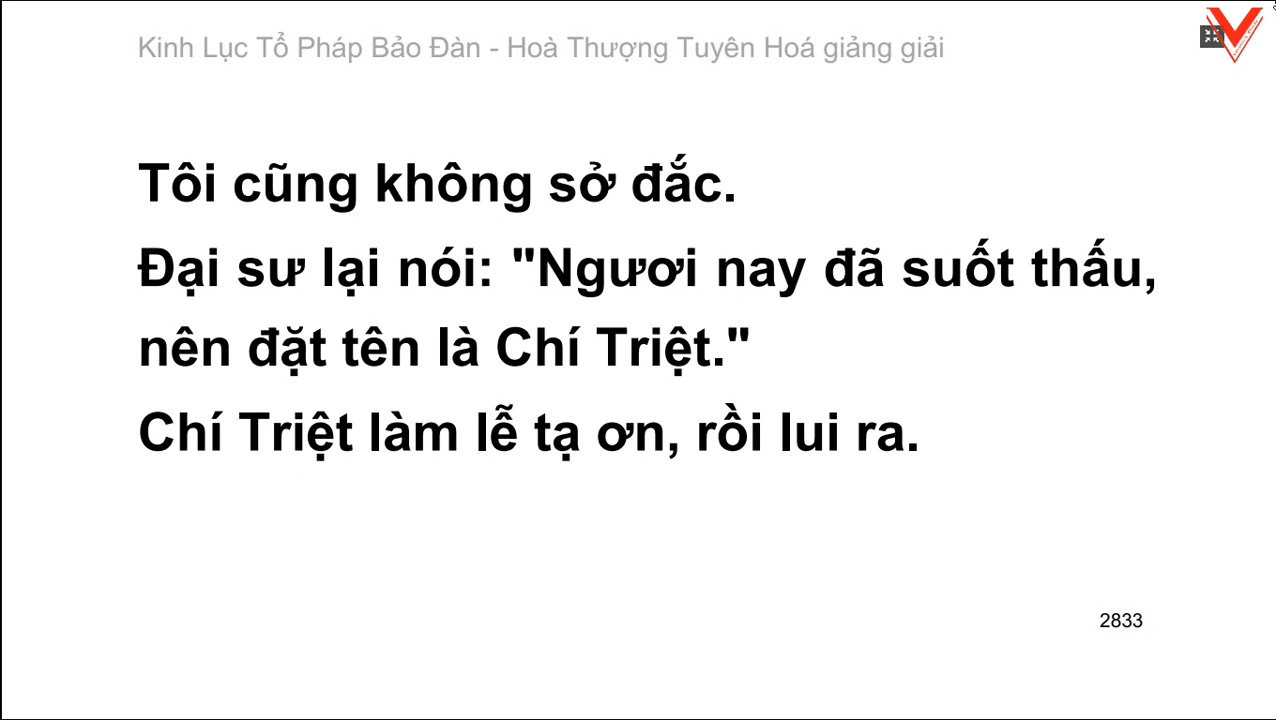 Kinh Lục Tổ Pháp Bảo Đàn - Hoà Thượng Tuyên Hoá giảng giải
Tôi cũng không sở đắc.
Đại sư lại nói: "Ngươi nay đã suốt thấu,
nên đặt tên là Chí Triệt."
Chí Triệt làm lễ tạ ơn, rồi lui ra.
2833